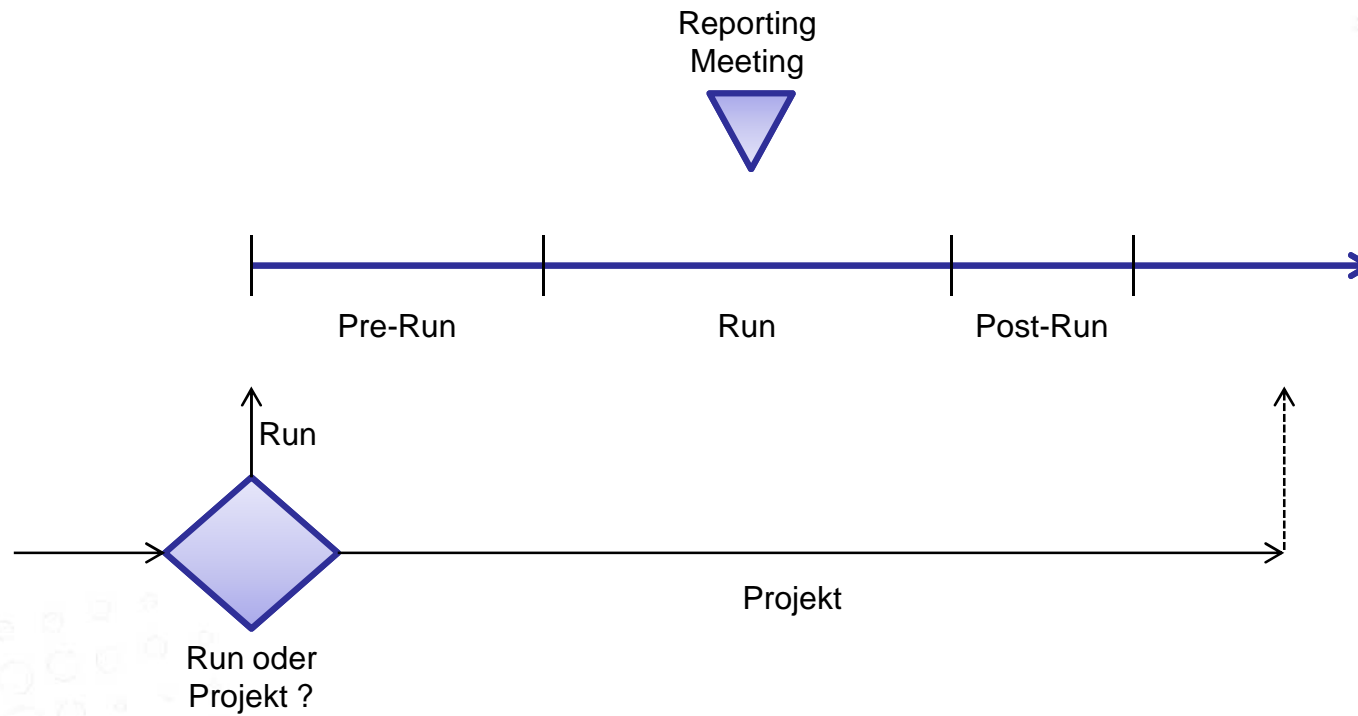 Reporting
Meeting
Pre-Run
Run
Post-Run
Run
Projekt
Run oder
Projekt ?